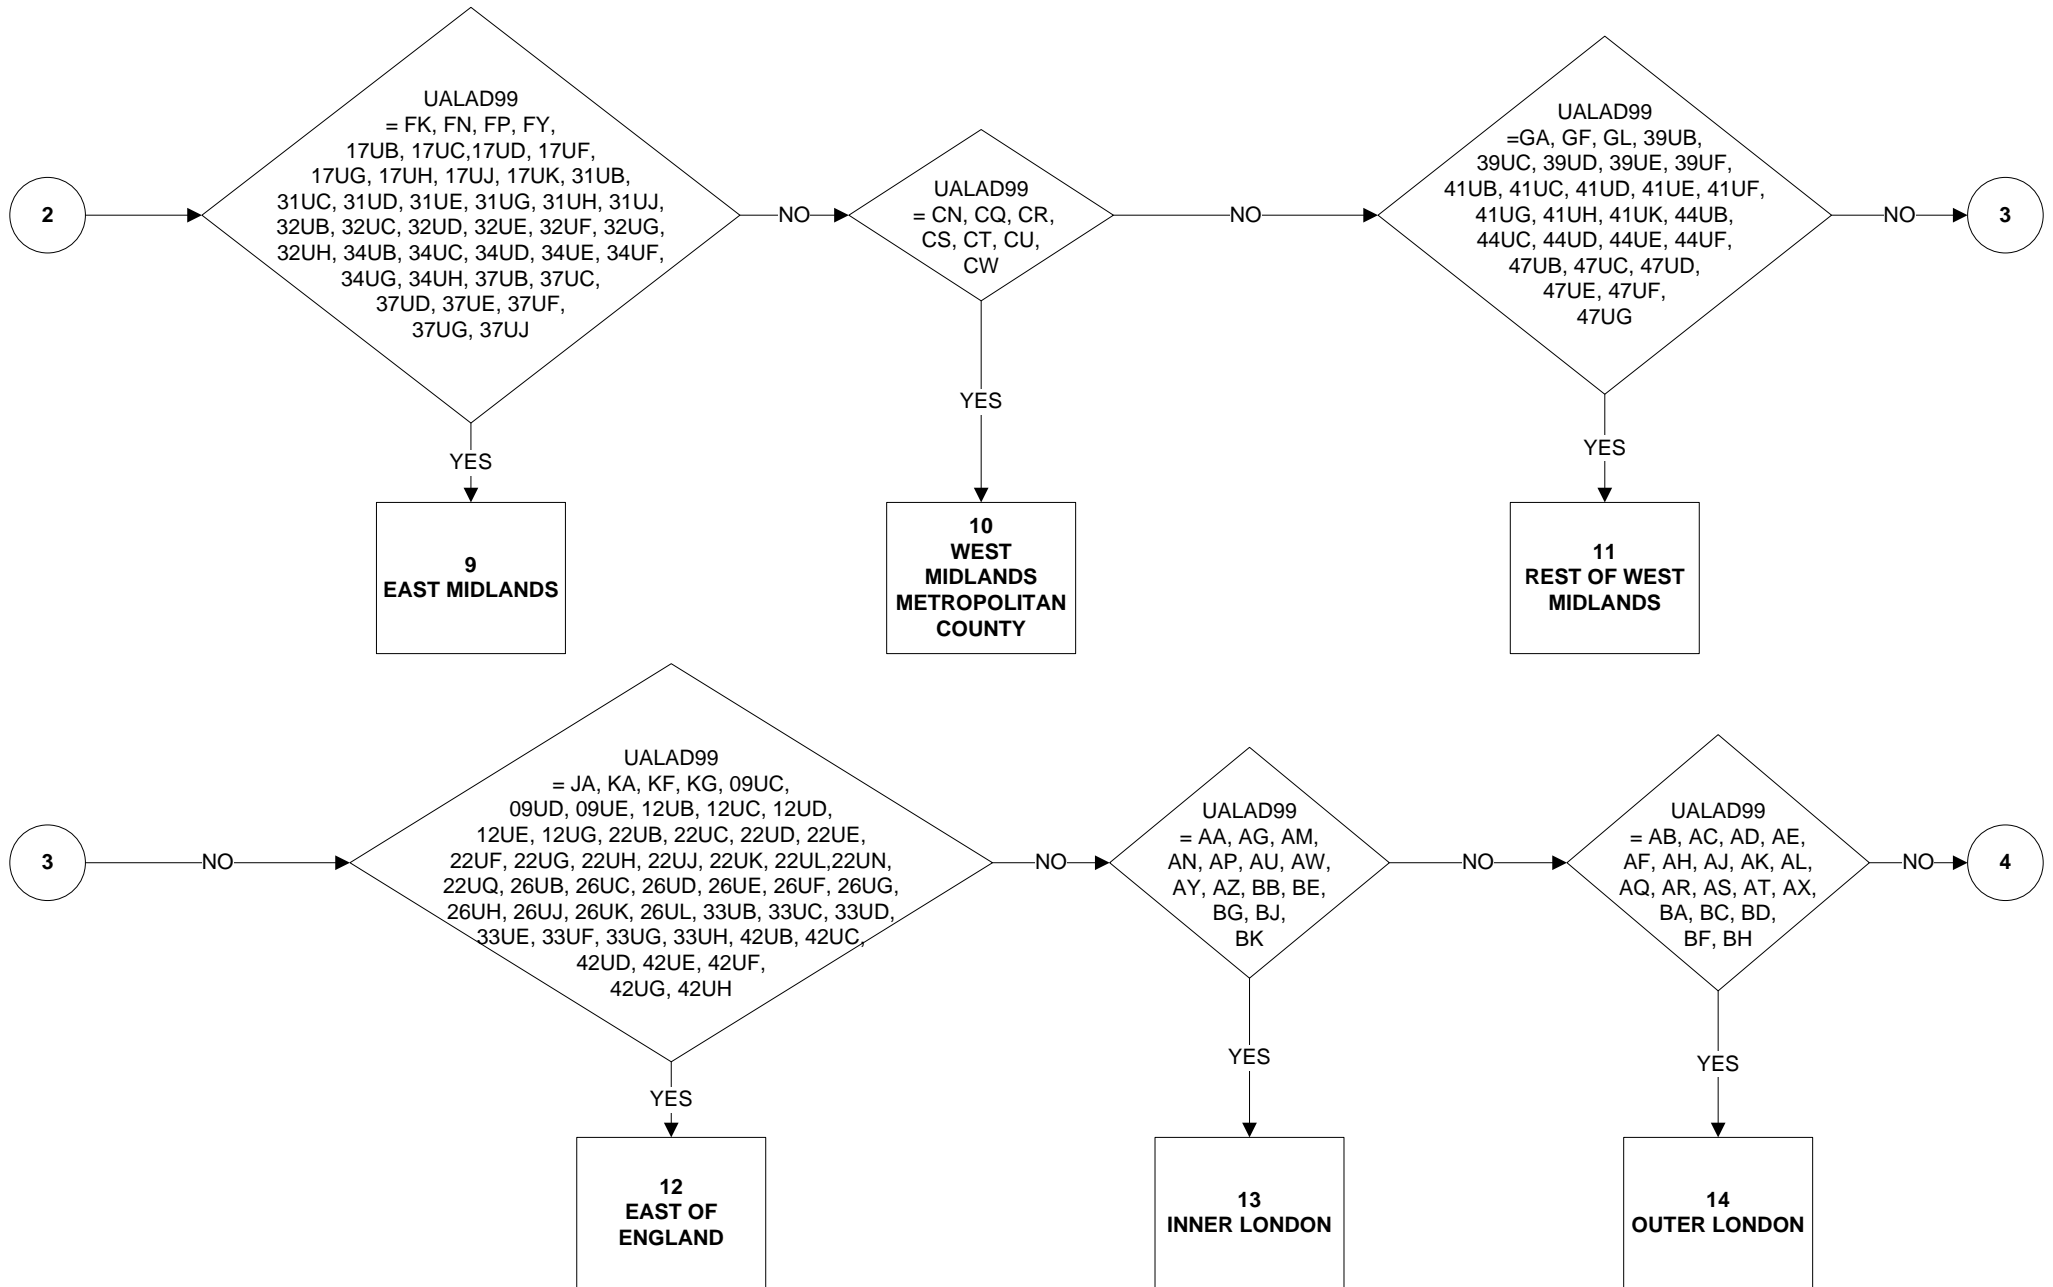 2
UALAD99
= FK, FN, FP, FY,
17UB, 17UC,17UD, 17UF,
17UG, 17UH, 17UJ, 17UK, 31UB,
31UC, 31UD, 31UE, 31UG, 31UH, 31UJ,
32UB, 32UC, 32UD, 32UE, 32UF, 32UG,
32UH, 34UB, 34UC, 34UD, 34UE, 34UF,
34UG, 34UH, 37UB, 37UC,
37UD, 37UE, 37UF,
37UG, 37UJ
NO
UALAD99
= CN, CQ, CR,
CS, CT, CU,
CW
NO
UALAD99
=GA, GF, GL, 39UB,
39UC, 39UD, 39UE, 39UF,
41UB, 41UC, 41UD, 41UE, 41UF,
41UG, 41UH, 41UK, 44UB,
44UC, 44UD, 44UE, 44UF,
47UB, 47UC, 47UD,
47UE, 47UF,
47UG
NO
3
YES
YES
YES
9
EAST MIDLANDS
10
WEST
MIDLANDS
METROPOLITAN
COUNTY
11
REST OF WEST
MIDLANDS
3
NO
UALAD99
= JA, KA, KF, KG, 09UC,
09UD, 09UE, 12UB, 12UC, 12UD,
12UE, 12UG, 22UB, 22UC, 22UD, 22UE,
22UF, 22UG, 22UH, 22UJ, 22UK, 22UL,22UN,
22UQ, 26UB, 26UC, 26UD, 26UE, 26UF, 26UG,
26UH, 26UJ, 26UK, 26UL, 33UB, 33UC, 33UD,
33UE, 33UF, 33UG, 33UH, 42UB, 42UC,
42UD, 42UE, 42UF,
42UG, 42UH
NO
UALAD99
= AA, AG, AM,
AN, AP, AU, AW,
AY, AZ, BB, BE,
BG, BJ,
BK
NO
UALAD99
= AB, AC, AD, AE,
AF, AH, AJ, AK, AL,
AQ, AR, AS, AT, AX,
BA, BC, BD,
BF, BH
NO
4
YES
YES
YES
12
EAST OF
ENGLAND
13
INNER LONDON
14
OUTER LONDON